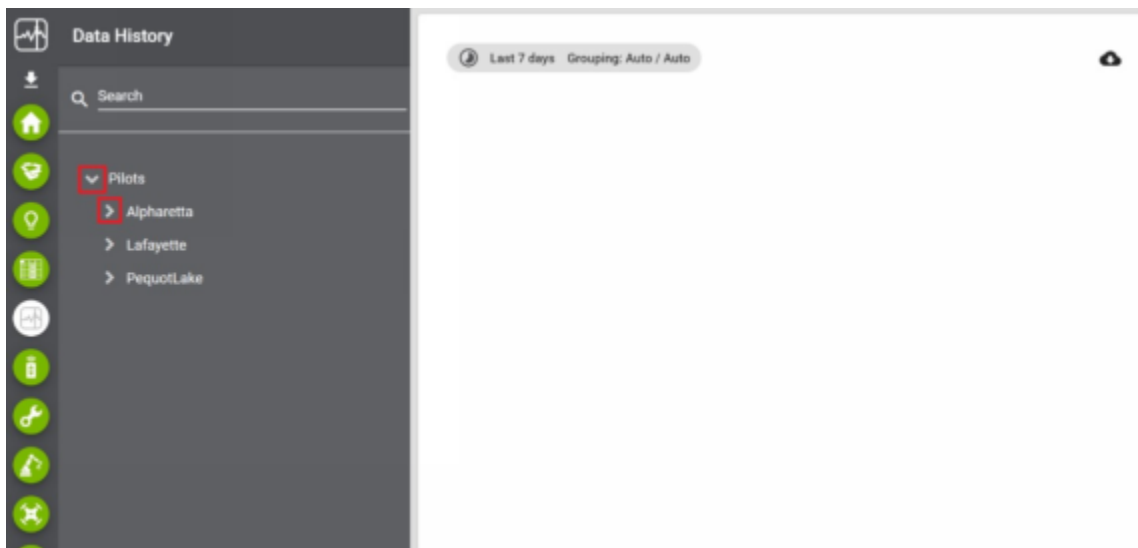 Data History
Last 7 days Grouping: Auto / Auto
Search
Pilots
Alpharetta
Lafayette
PequotLake